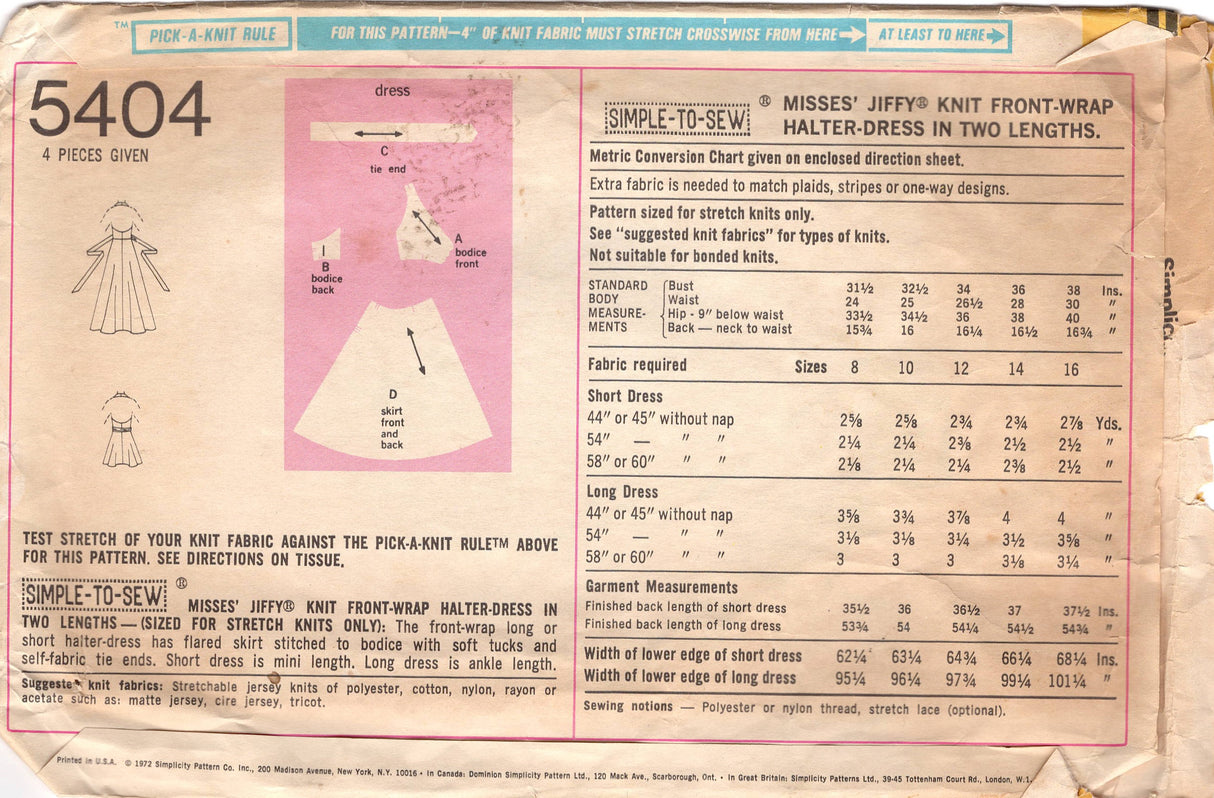 ™ PICK-A-KNIT RULE FOR THIS PATTERN—4" OF KNIT FABRIC MUST STRETCH CROSSWISE FROM HERE→ AT LEAST TO HERE→
5404
4 PIECES GIVEN
dress
C
tie end
A
bodice
front
B
bodice
back
D
skirt
front
and
back
TEST STRETCH OF YOUR KNIT FABRIC AGAINST THE PICK-A-KNIT RULE™ ABOVE
FOR THIS PATTERN. SEE DIRECTIONS ON TISSUE.
SIMPLE-TO-SEW ®
MISSES' JIFFY® KNIT FRONT-WRAP HALTER-DRESS IN
TWO LENGTHS—(SIZED FOR STRETCH KNITS ONLY): The front-wrap long or
short halter-dress has flared skirt stitched to bodice with soft tucks and
self-fabric tie ends. Short dress is mini length. Long dress is ankle length.
Suggested knit fabrics: Stretchable jersey knits of polyester, cotton, nylon, rayon or
acetate such as: matte jersey, cire jersey, tricot.
SIMPLE-TO-SEW ® MISSES' JIFFY® KNIT FRONT-WRAP
HALTER-DRESS IN TWO LENGTHS.
Metric Conversion Chart given on enclosed direction sheet.
Extra fabric is needed to match plaids, stripes or one-way designs.
Pattern sized for stretch knits only.
See "suggested knit fabrics" for types of knits.
Not suitable for bonded knits.
STANDARD Bust 31½ 32½ 34 36 38 Ins.
BODY Waist 24 25 26½ 28 30 "
MEASURE- Hip - 9" below waist 33½ 34½ 36 38 40 "
MENTS Back — neck to waist 15¾ 16 16¼ 16½ 16¾ "
Fabric required Sizes 8 10 12 14 16
Short Dress
44" or 45" without nap 2⅝ 2⅝ 2¾ 2¾ 2⅞ Yds.
54" — " " 2¼ 2¼ 2⅜ 2½ 2½ "
58" or 60" " " 2⅛ 2¼ 2¼ 2⅜ 2½ "
Long Dress
44" or 45" without nap 3⅝ 3¾ 3⅞ 4 4 "
54" — " " 3⅛ 3⅛ 3¼ 3½ 3⅝ "
58" or 60" " " 3 3 3 3⅛ 3¼ "
Garment Measurements
Finished back length of short dress 35½ 36 36½ 37 37½ Ins.
Finished back length of long dress 53¾ 54 54¼ 54½ 54¾ "
Width of lower edge of short dress 62¼ 63¼ 64¾ 66¼ 68¼ Ins.
Width of lower edge of long dress 95¼ 96¼ 97¾ 99¼ 101¼ "
Sewing notions — Polyester or nylon thread, stretch lace (optional).
Printed in U.S.A. © 1972 Simplicity Pattern Co. Inc., 200 Madison Avenue, New York, N.Y. 10016 • In Canada: Dominion Simplicity Pattern Ltd., 120 Mack Ave., Scarborough, Ont. • In Great Britain: Simplicity Patterns Ltd., 39-45 Tottenham Court Rd., London, W.1.